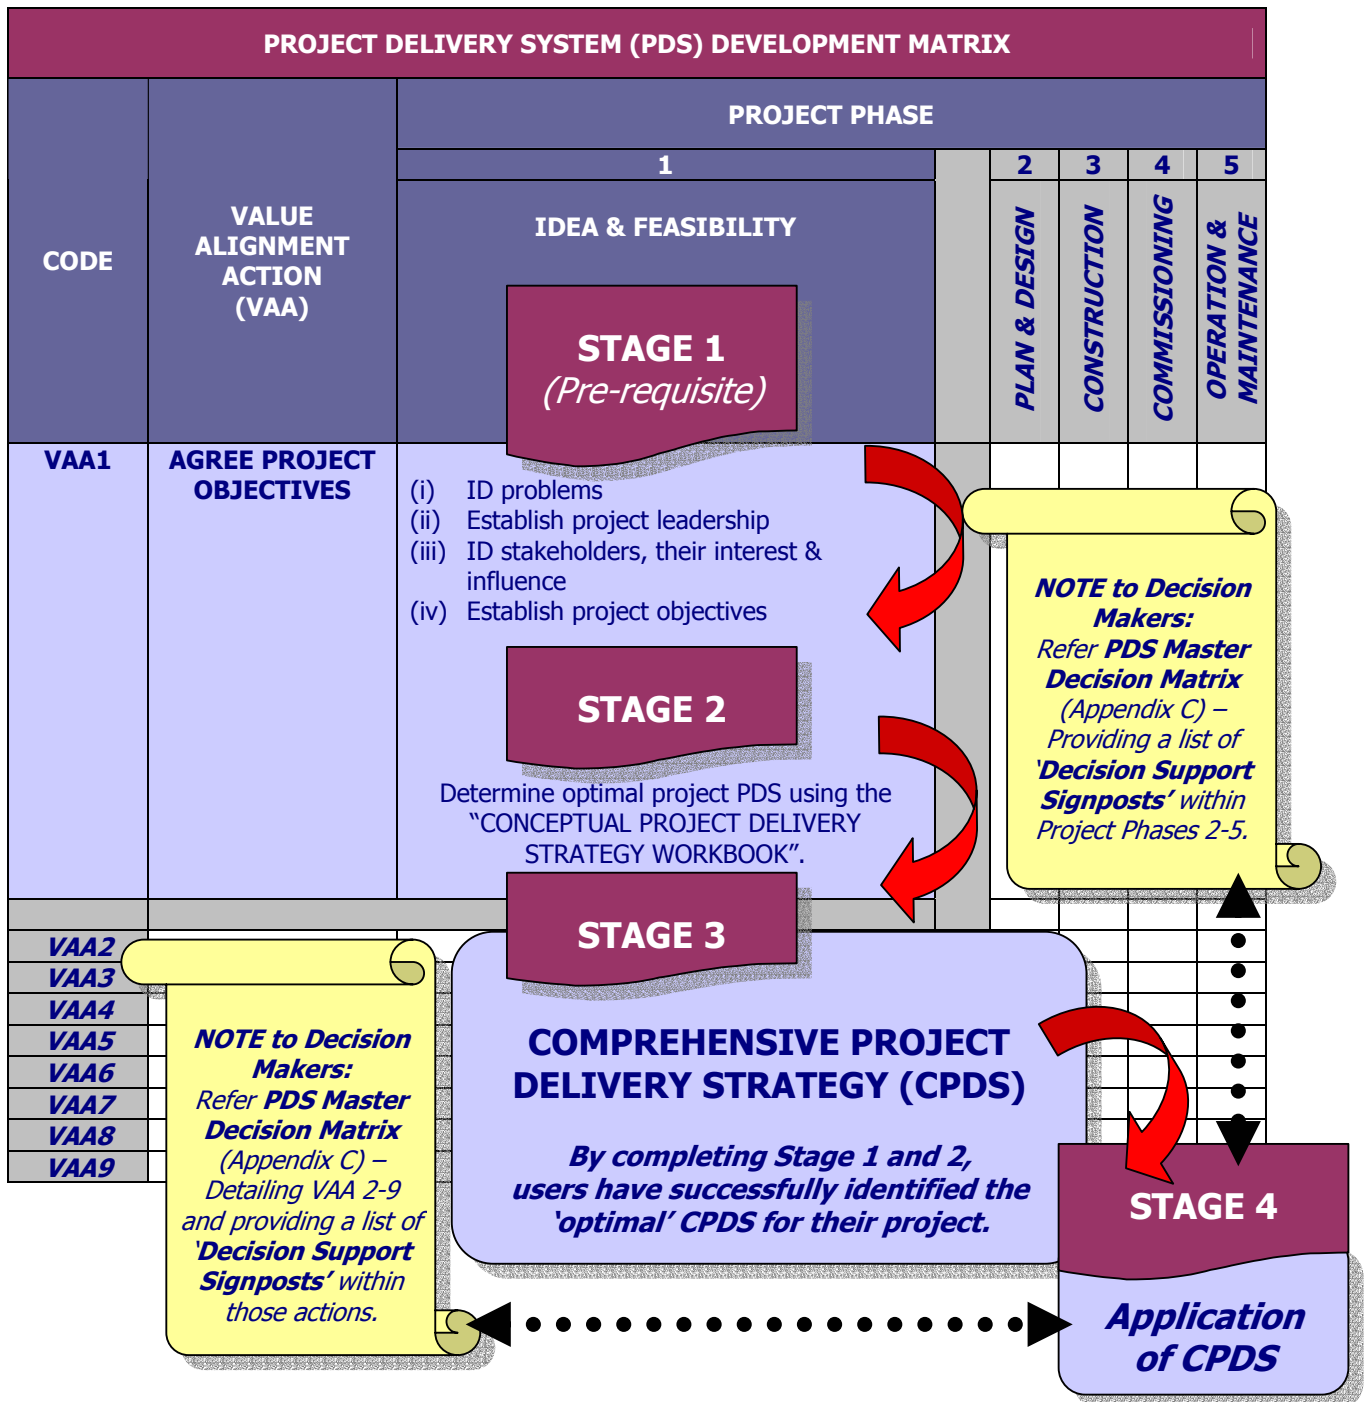 PROJECT DELIVERY SYSTEM (PDS) DEVELOPMENT MATRIX
CODE
VALUE
ALIGNMENT
ACTION
(VAA)
PROJECT PHASE
1
2
3
4
5
IDEA & FEASIBILITY
PLAN & DESIGN
CONSTRUCTION
COMMISSIONING
OPERATION &
MAINTENANCE
STAGE 1
(Pre-requisite)
VAA1
AGREE PROJECT
OBJECTIVES
(i) ID problems
(ii) Establish project leadership
(iii) ID stakeholders, their interest &
influence
(iv) Establish project objectives
NOTE to Decision
Makers:
Refer PDS Master
Decision Matrix
(Appendix C) –
Providing a list of
‘Decision Support
Signposts’ within
Project Phases 2-5.
STAGE 2
Determine optimal project PDS using the
“CONCEPTUAL PROJECT DELIVERY
STRATEGY WORKBOOK”.
STAGE 3
COMPREHENSIVE PROJECT
DELIVERY STRATEGY (CPDS)
By completing Stage 1 and 2,
users have successfully identified the
‘optimal’ CPDS for their project.
VAA2
VAA3
VAA4
VAA5
VAA6
VAA7
VAA8
VAA9
NOTE to Decision
Makers:
Refer PDS Master
Decision Matrix
(Appendix C) –
Detailing VAA 2-9
and providing a list of
‘Decision Support
Signposts’ within
those actions.
STAGE 4
Application
of CPDS